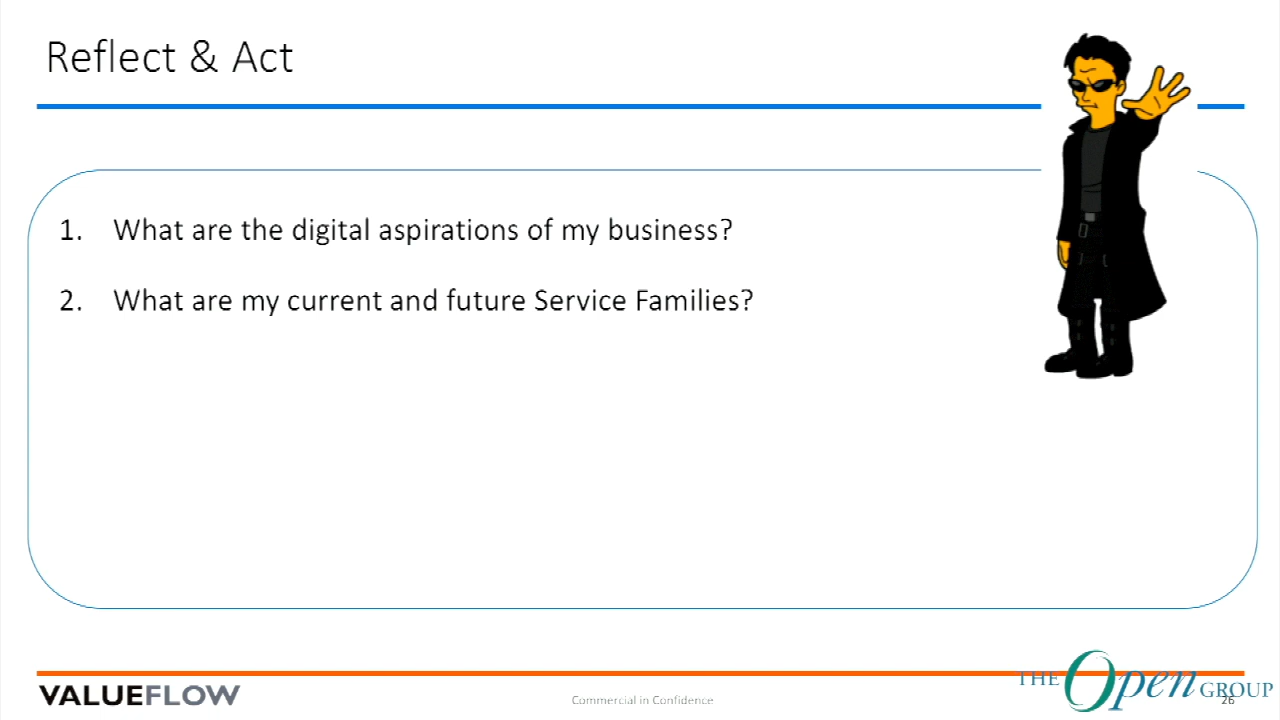 Reflect & Act
1. What are the digital aspirations of my business?
2. What are my current and future Service Families?
VALUEFLOW
Commercial in Confidence
THE Open GROUP
26